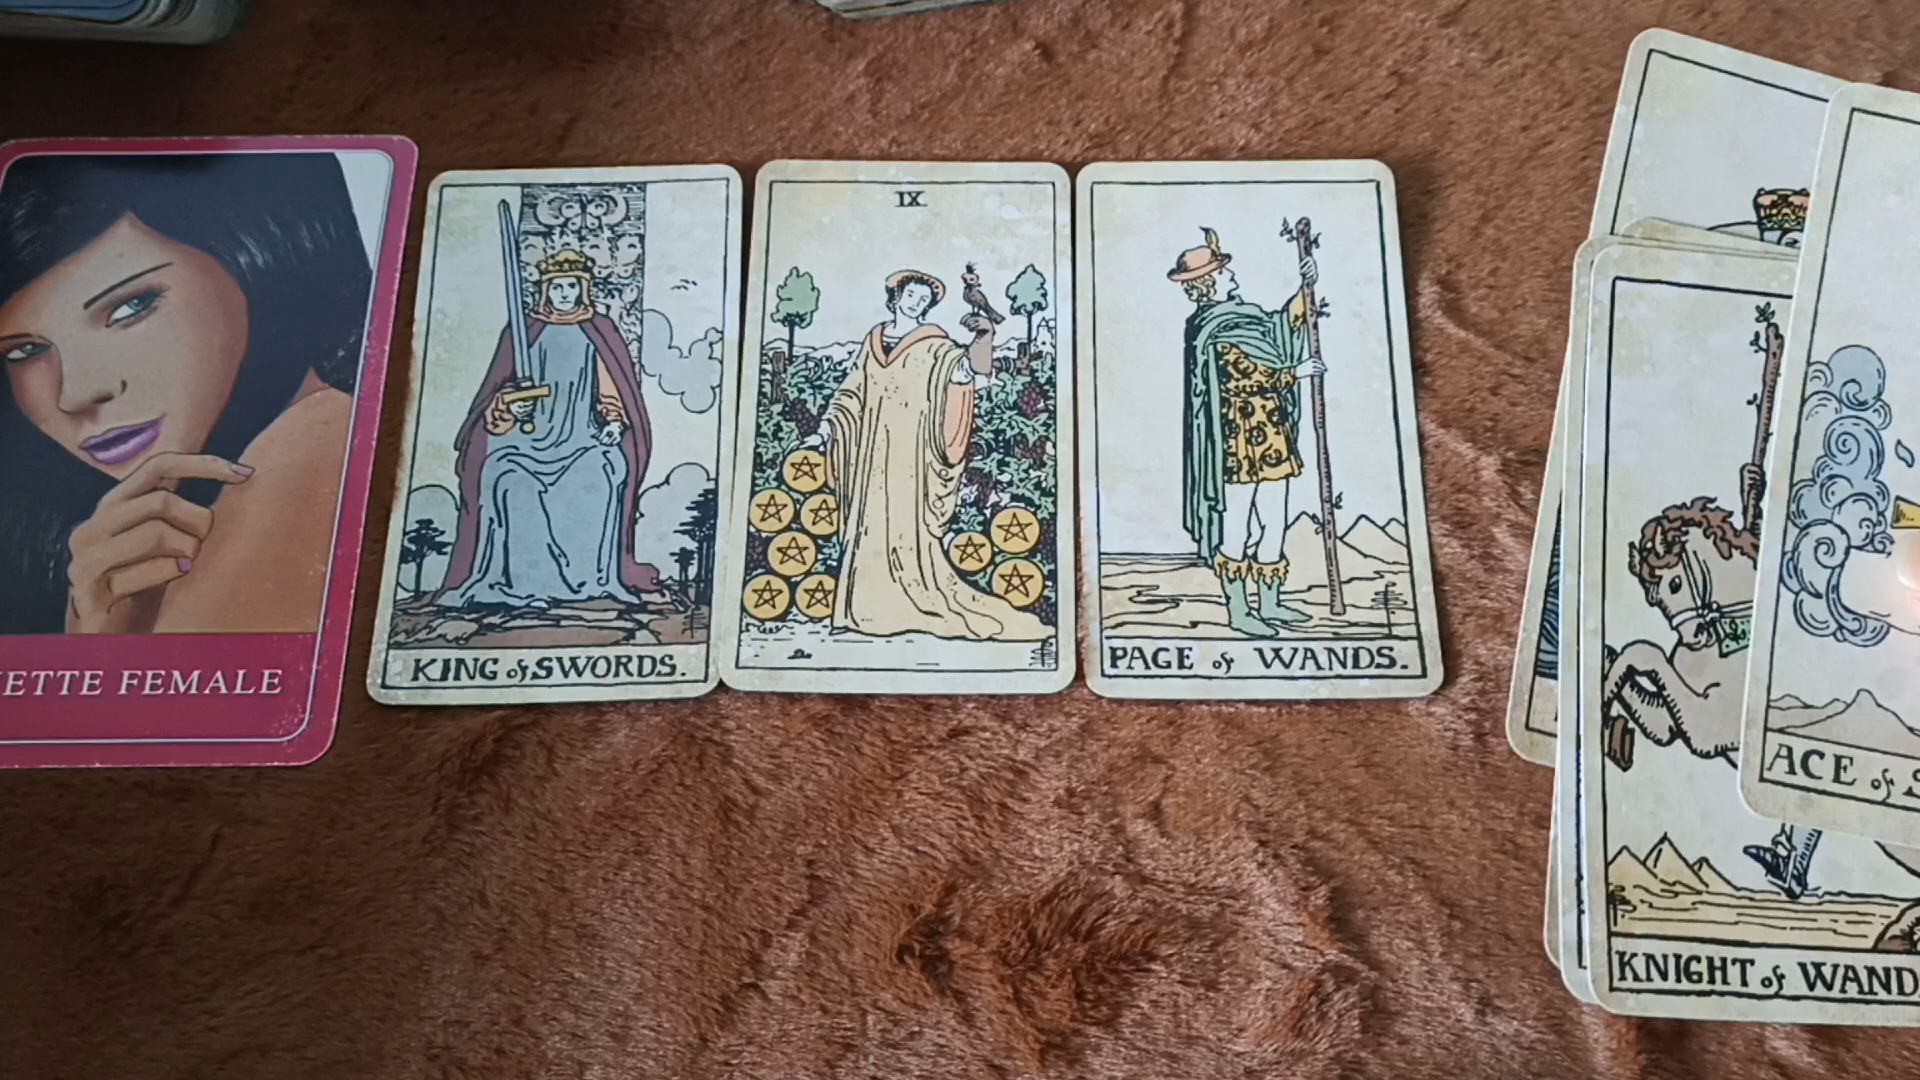 ETTE FEMALE
KING of SWORDS.
IX
PAGE of WANDS.
ACE of S
KNIGHT of WAND